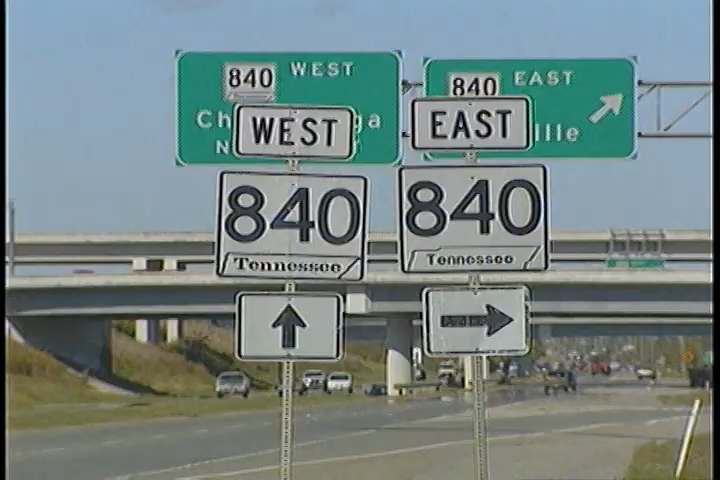 840 WEST
840 EAST
WEST
EAST
840
Tennessee
840
Tennessee